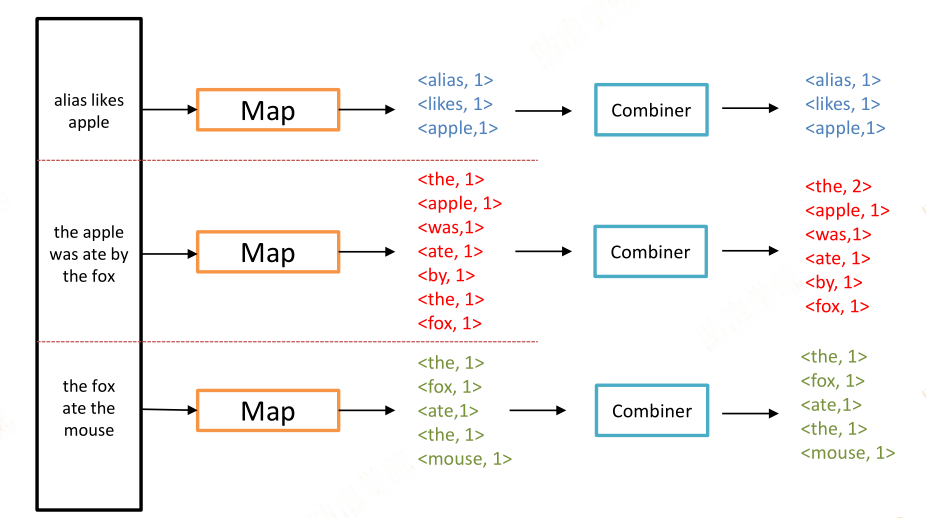 alias likes
apple
Map
<alias, 1>
<likes, 1>
<apple,1>
Combiner
<alias, 1>
<likes, 1>
<apple,1>
the apple
was ate by
the fox
Map
<the, 1>
<apple, 1>
<was,1>
<ate, 1>
<by, 1>
<the, 1>
<fox, 1>
Combiner
<the, 2>
<apple, 1>
<was,1>
<ate, 1>
<by, 1>
<fox, 1>
the fox
ate the
mouse
Map
<the, 1>
<fox, 1>
<ate,1>
<the, 1>
<mouse, 1>
Combiner
<the, 1>
<fox, 1>
<ate,1>
<the, 1>
<mouse, 1>